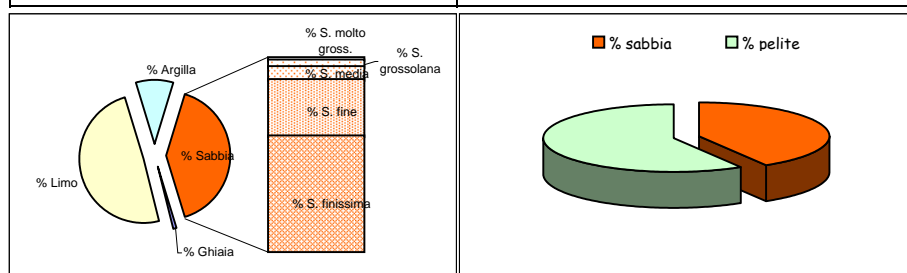 % S. molto
gross.
% S.
grossolana
% Argilla
% S. media
% S. fine
% Sabbia
% Limo
% S. finissima
% Ghiaia
% sabbia
% pelite